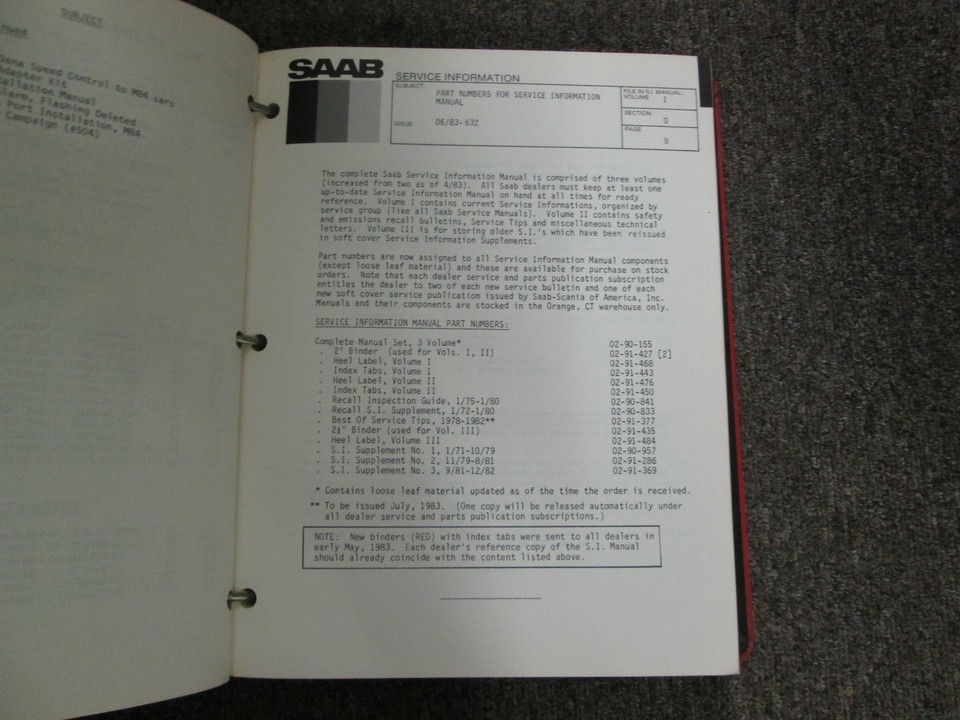 SUBJECT
Dana Speed Control to M84 cars
Adapter Kit
Installation Manual
Flashing Deleted
Port Installation, M84
Campaign (#504)
SAAB
SERVICE INFORMATION
SUBJECT:
PART NUMBERS FOR SERVICE INFORMATION
MANUAL
ISSUE:
06/83-632
FILE IN S.I. MANUAL:
VOLUME I
SECTION
0
PAGE
8
The complete Saab Service Information Manual is comprised of three volumes
(increased from two as of 4/83). All Saab dealers must keep at least one
up-to-date Service Information Manual on hand at all times for ready
reference. Volume I contains current Service Informations, organized by
service group (like all Saab Service Manuals). Volume II contains safety
and emissions recall bulletins, Service Tips and miscellaneous technical
letters. Volume III is for storing older S.I.'s which have been reissued
in soft cover Service Information Supplements.
Part numbers are now assigned to all Service Information Manual components
(except loose leaf material) and these are available for purchase on stock
orders. Note that each dealer service and parts publication subscription
entitles the dealer to two of each new service bulletin and one of each
new soft cover service publication issued by Saab-Scania of America, Inc.
Manuals and their components are stocked in the Orange, CT warehouse only.
SERVICE INFORMATION MANUAL PART NUMBERS:
Complete Manual Set, 3 Volume* 02-90-155
. 2" Binder (used for Vols. I, II) 02-91-427 [2]
. Heel Label, Volume I 02-91-468
. Index Tabs, Volume I 02-91-443
. Heel Label, Volume II 02-91-476
. Index Tabs, Volume II 02-91-450
. Recall Inspection Guide, 1/75-1/80 02-90-841
. Recall S.I. Supplement, 1/72-1/80 02-90-833
. Best Of Service Tips, 1978-1982** 02-91-377
. 2½" Binder (used for Vol. III) 02-91-435
. Heel Label, Volume III 02-91-484
. S.I. Supplement No. 1, 1/71-10/79 02-90-957
. S.I. Supplement No. 2, 11/79-8/81 02-91-286
. S.I. Supplement No. 3, 9/81-12/82 02-91-369
* Contains loose leaf material updated as of the time the order is received.
** To be issued July, 1983. (One copy will be released automatically under
all dealer service and parts publication subscriptions.)
NOTE: New binders (RED) with index tabs were sent to all dealers in
early May, 1983. Each dealer's reference copy of the S.I. Manual
should already coincide with the content listed above.